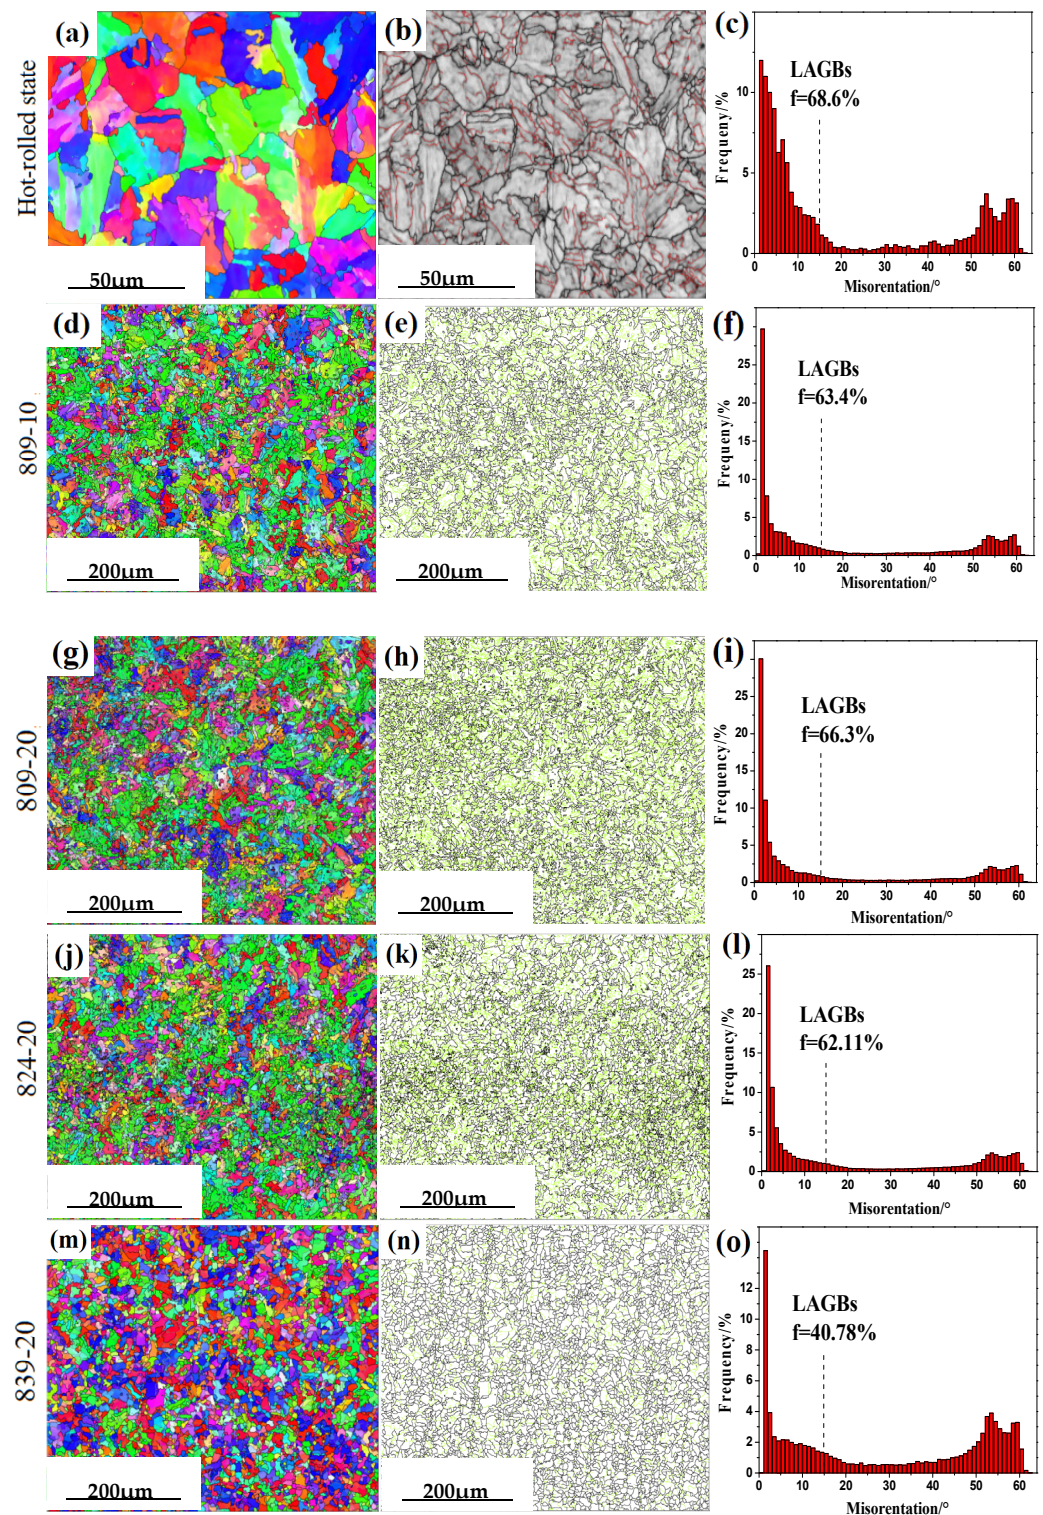 Hot-rolled state
(a)
50μm
(b)
50μm
(c)
LAGBs
f=68.6%
Frequeny/%
10
5
0
0 10 20 30 40 50 60
Misorentation/°
809-10
(d)
200μm
(e)
200μm
(f)
LAGBs
f=63.4%
Frequeny/%
25
20
15
10
5
0
0 10 20 30 40 50 60
Misorentation/°
809-20
(g)
200μm
(h)
200μm
(i)
LAGBs
f=66.3%
Frequency/%
25
20
15
10
5
0
0 10 20 30 40 50 60
Misorentation/°
824-20
(j)
200μm
(k)
200μm
(l)
LAGBs
f=62.11%
Frequency/%
25
20
15
10
5
0
0 10 20 30 40 50 60
Misorentation/°
839-20
(m)
200μm
(n)
200μm
(o)
LAGBs
f=40.78%
Frequency/%
14
12
10
8
6
4
2
0
0 10 20 30 40 50 60
Misorentation/°